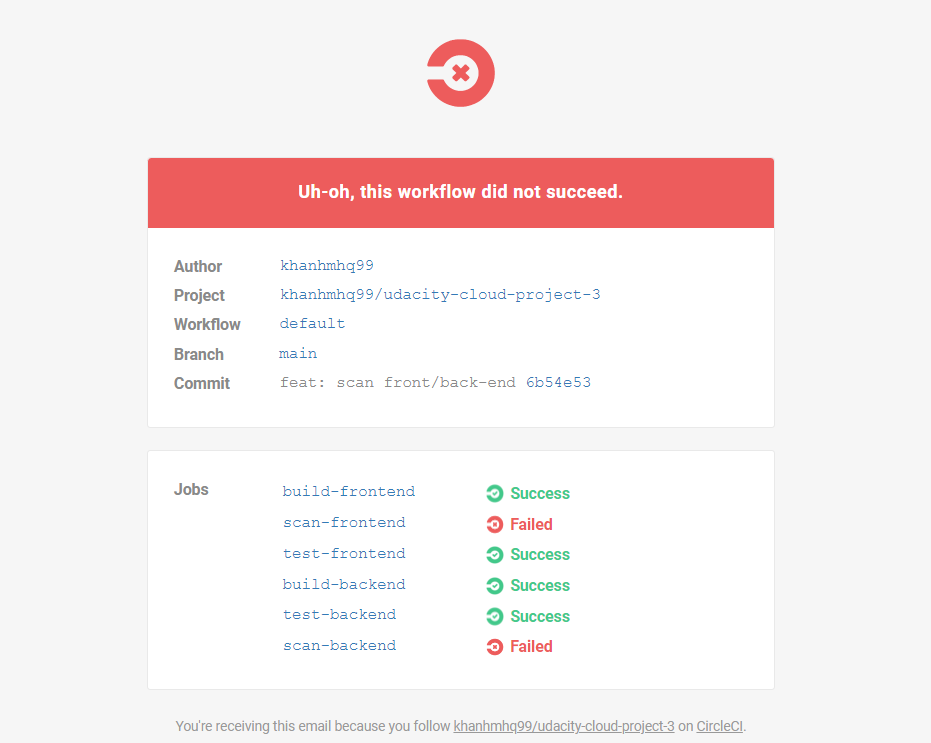 Uh-oh, this workflow did not succeed.
Author khanhmhq99
Project khanhmhq99/udacity-cloud-project-3
Workflow default
Branch main
Commit feat: scan front/back-end 6b54e53
Jobs build-frontend Success
scan-frontend Failed
test-frontend Success
build-backend Success
test-backend Success
scan-backend Failed
You're receiving this email because you follow khanhmhq99/udacity-cloud-project-3 on CircleCI.